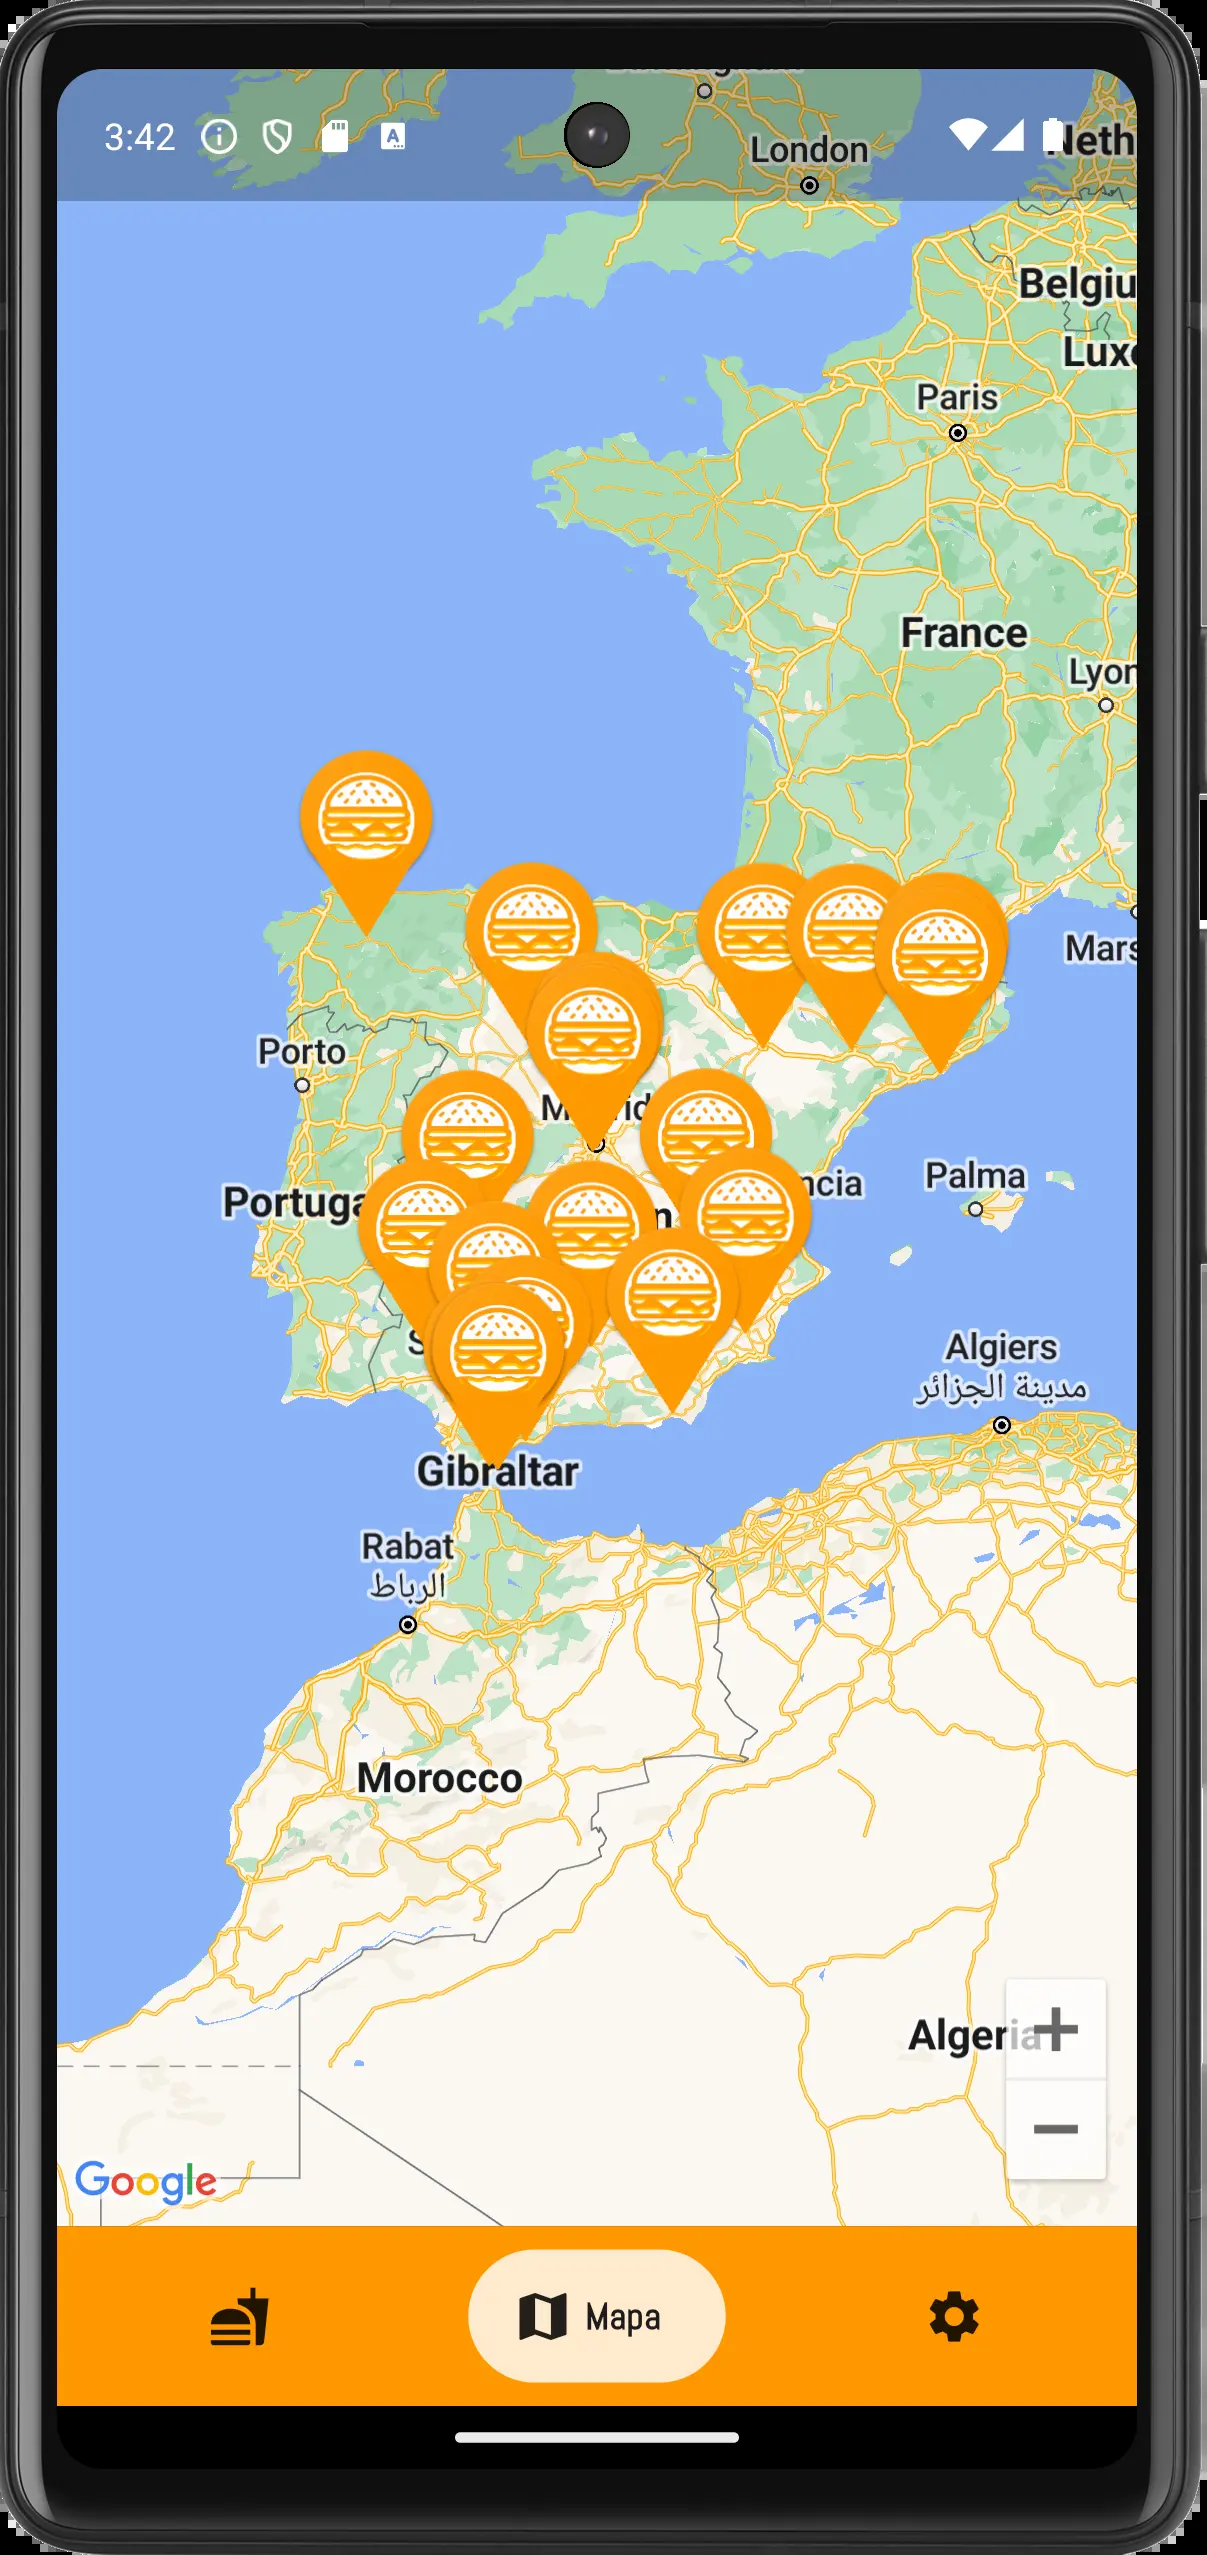 3:42
A
London
Neth
Belgiu
Luxe
Paris
France
Lyon
Mars
Porto
M
rid
Portuga
n
ncia
Palma
S
Algiers
مدينة الجزائر
Gibraltar
Rabat
الرباط
Morocco
Algeria
+
−
Google
Mapa